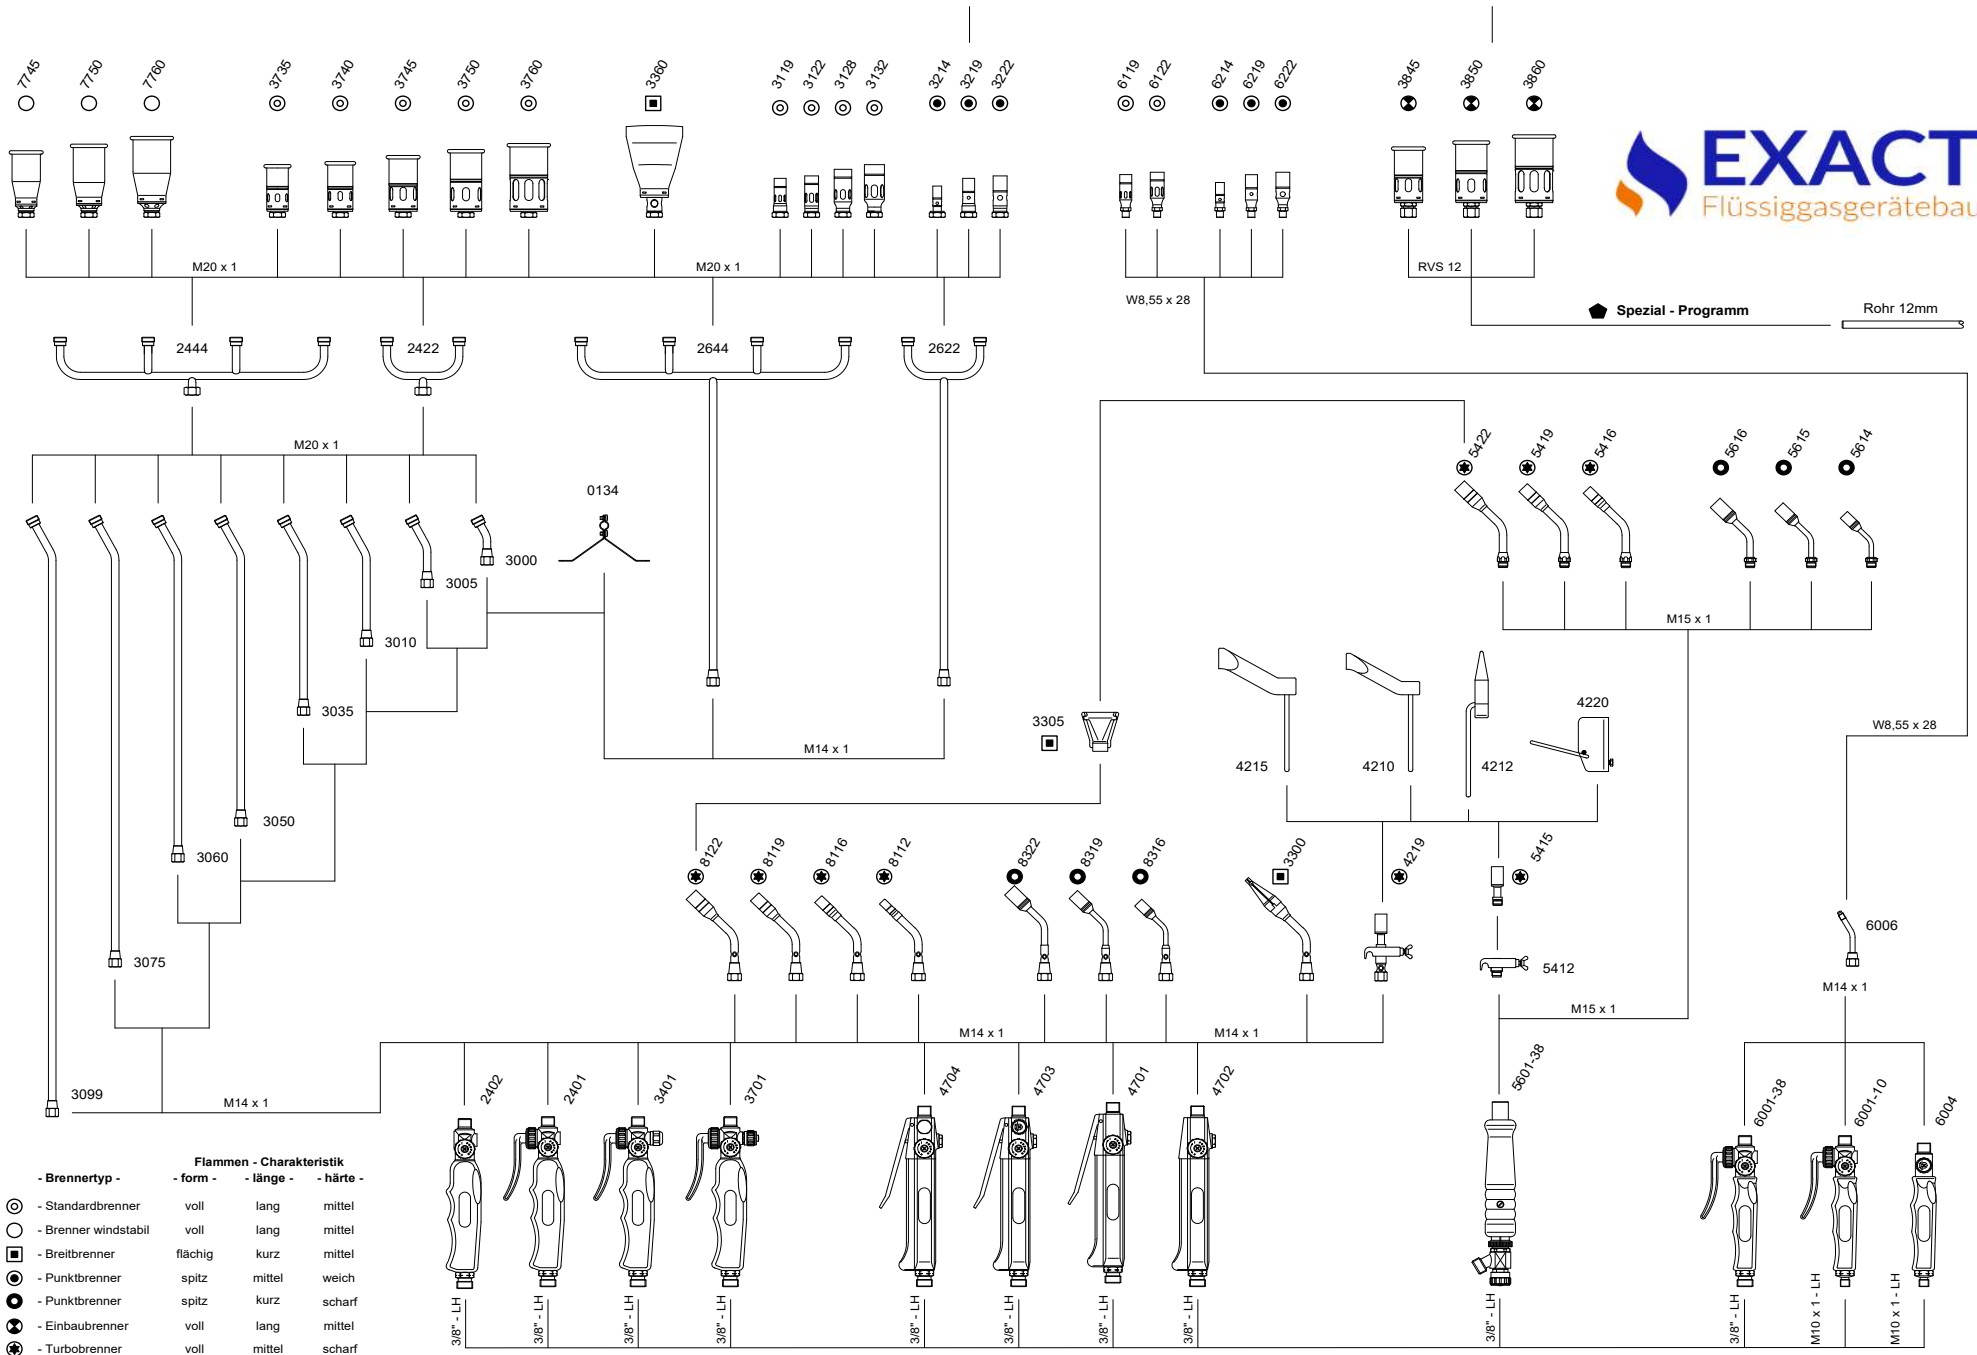 7745
7750
7760
3735
3740
3745
3750
3760
3360
3119
3122
3128
3132
3214
3219
3222
6119
6122
6214
6219
6222
3845
3850
3860
EXACT
Flüssiggasgerätebau
M20 x 1
M20 x 1
W8,55 x 28
RVS 12
Spezial - Programm
Rohr 12mm
2444
2422
2644
2622
M20 x 1
5422
5419
5416
5616
5615
5614
0134
3000
3005
3010
3035
3050
3060
3075
3099
M15 x 1
M14 x 1
3305
4215
4210
4212
4220
W8,55 x 28
8122
8119
8116
8112
8322
8319
8316
3300
4219
5415
5412
6006
M14 x 1
M14 x 1
M14 x 1
M15 x 1
M14 x 1
2402
2401
3401
3701
4704
4703
4701
4702
5601-38
6001-38
6001-10
6004
Flammen - Charakteristik
- Brennertyp - - form - - länge - - härte -
- Standardbrenner voll lang mittel
- Brenner windstabil voll lang mittel
- Breitbrenner flächig kurz mittel
- Punktbrenner spitz mittel weich
- Punktbrenner spitz kurz scharf
- Einbaubrenner voll lang mittel
- Turbobrenner voll mittel scharf
3/8" - LH
3/8" - LH
3/8" - LH
3/8" - LH
3/8" - LH
3/8" - LH
3/8" - LH
3/8" - LH
3/8" - LH
3/8" - LH
M10 x 1 - LH
M10 x 1 - LH